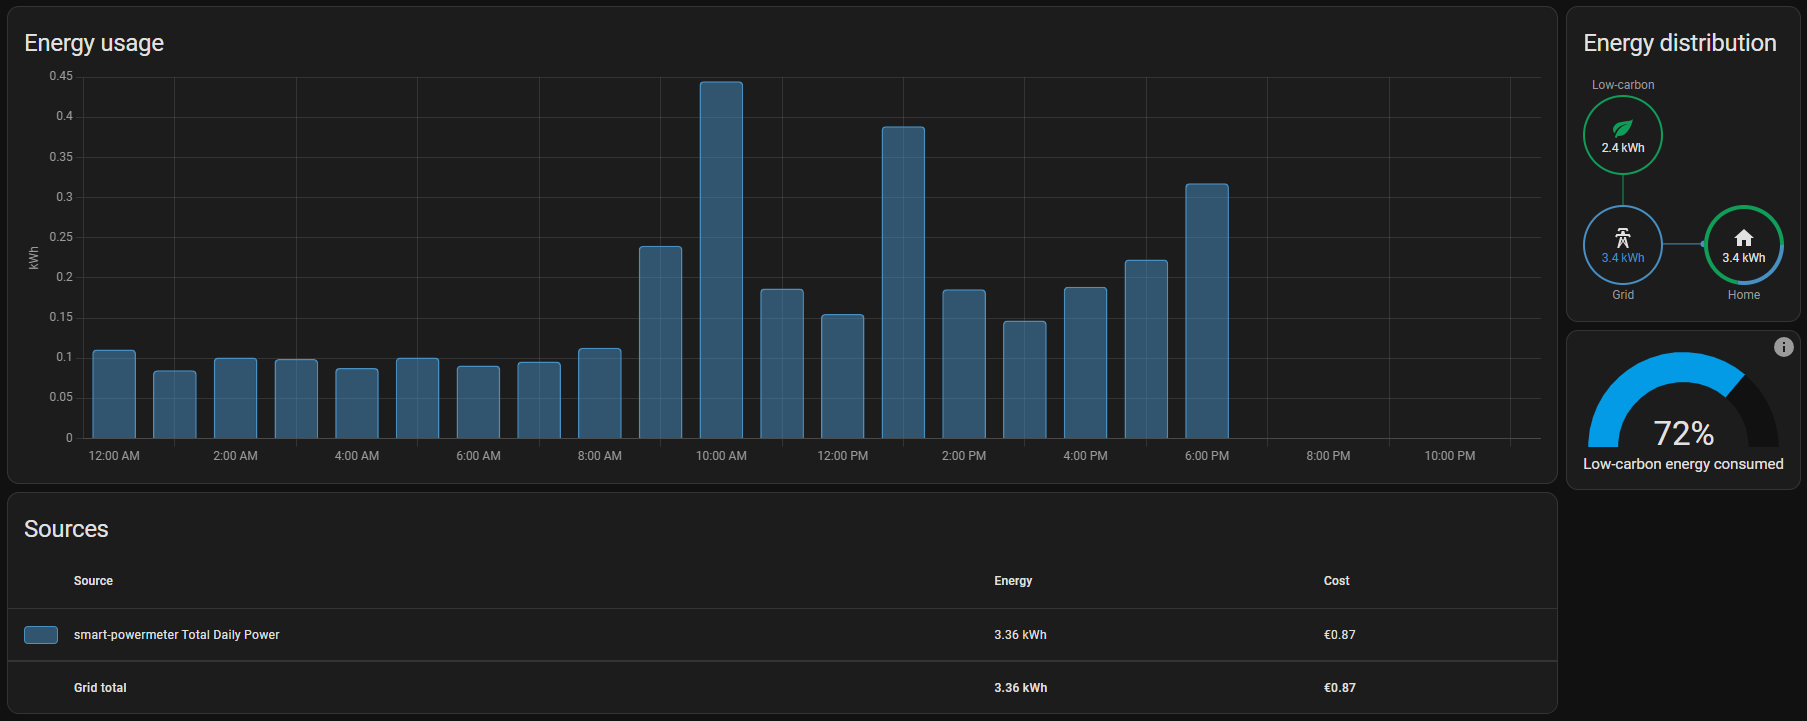 Energy usage
0.45
0.4
0.35
0.3
0.25
0.2
0.15
0.1
0.05
0
kWh
12:00 AM 2:00 AM 4:00 AM 6:00 AM 8:00 AM 10:00 AM 12:00 PM 2:00 PM 4:00 PM 6:00 PM 8:00 PM 10:00 PM
Energy distribution
Low-carbon
2.4 kWh
3.4 kWh 3.4 kWh
Grid Home
72%
Low-carbon energy consumed
Sources
Source Energy Cost
smart-powermeter Total Daily Power 3.36 kWh €0.87
Grid total 3.36 kWh €0.87